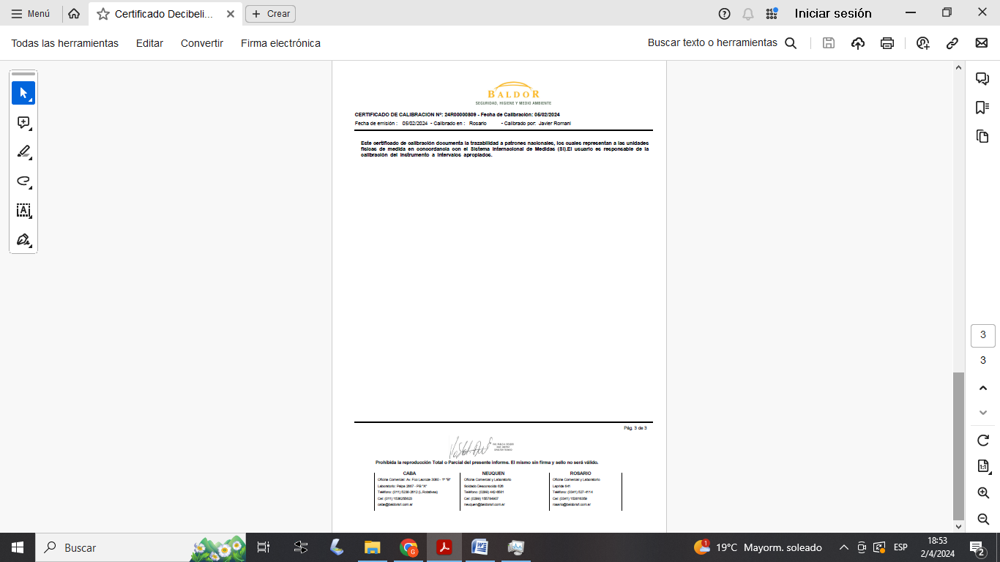 Menú
Certificado Decibeli...
Crear
Iniciar sesión
Todas las herramientas
Editar
Convertir
Firma electrónica
Buscar texto o herramientas
BALDOR
SEGURIDAD, HIGIENE Y MEDIO AMBIENTE
CERTIFICADO DE CALIBRACION Nº: 24R00000809 - Fecha de Calibración: 05/02/2024
Fecha de emisión : 05/02/2024 - Calibrado en : Rosario - Calibrado por: Javier Romani
Este certificado de calibración documenta la trazabilidad a patrones nacionales, los cuales representan a las unidades
físicas de medida en concordancia con el Sistema Internacional de Medidas (SI).El usuario es responsable de la
calibración del instrumento a intervalos apropiados.
3
3
Pág. 3 de 3
Prohibida la reproducción Total o Parcial del presente informe. El mismo sin firma y sello no será válido.
CABA
Oficina Comercial: Av. Fco Lacroze 3080 - 1º "B"
Laboratorio: Palpa 2867 - PB "A"
Teléfono: (011) 5238-2812 (L.Rotativas)
Cel: (011) 1536255623
caba@baldorsrl.com.ar
NEUQUEN
Oficina Comercial y Laboratorio
Soldado Desconocido 626
Teléfono: (0299) 442-6581
Cel: (0299) 155784907
neuquen@baldorsrl.com.ar
ROSARIO
Oficina Comercial y Laboratorio
Laprida 641
Teléfono: (0341) 527-4114
Cel: (0341) 153816359
rosario@baldorsrl.com.ar
Buscar
1
19°C Mayorm. soleado
ESP
18:53
2/4/2024
2